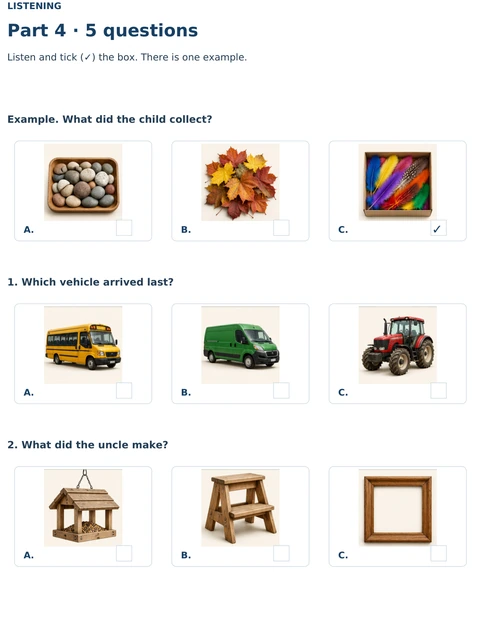 LISTENING
Part 4 · 5 questions
Listen and tick (✓) the box. There is one example.
Example. What did the child collect?
A. B. C. ✓
1. Which vehicle arrived last?
A. B. C.
2. What did the uncle make?
A. B. C.